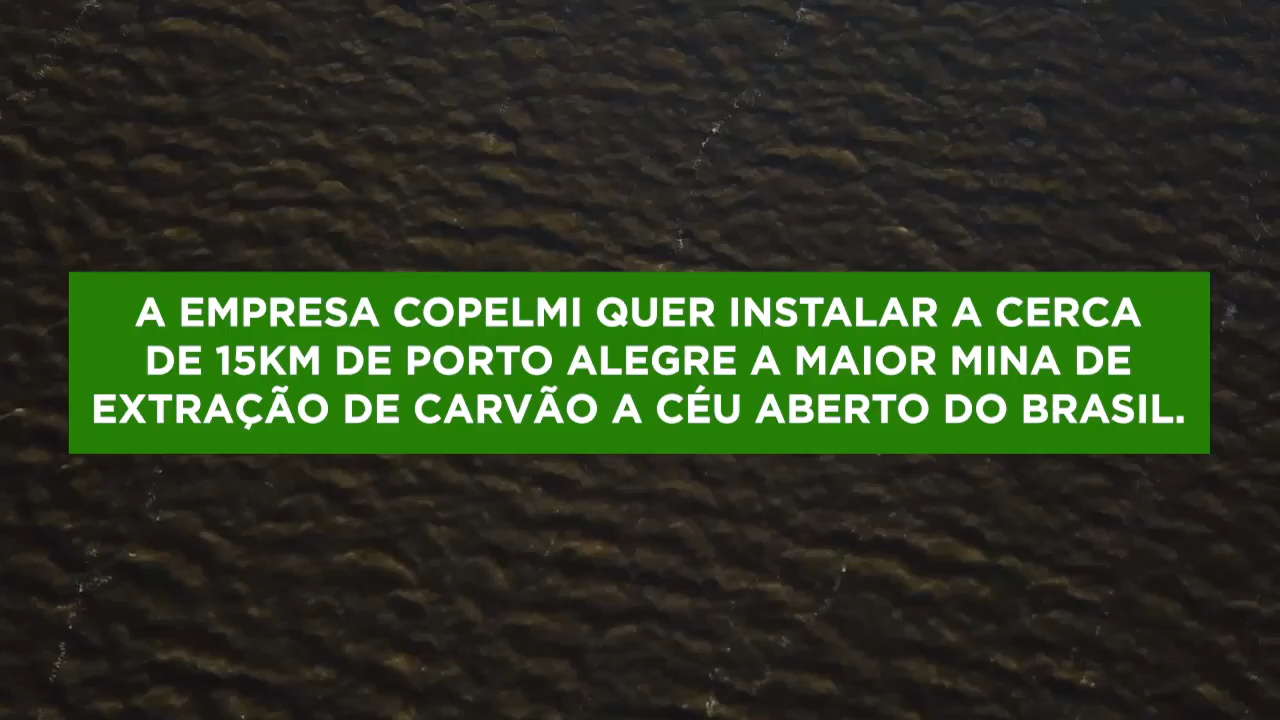 A EMPRESA COPELMI QUER INSTALAR A CERCA
DE 15KM DE PORTO ALEGRE A MAIOR MINA DE
EXTRAÇÃO DE CARVÃO A CÉU ABERTO DO BRASIL.